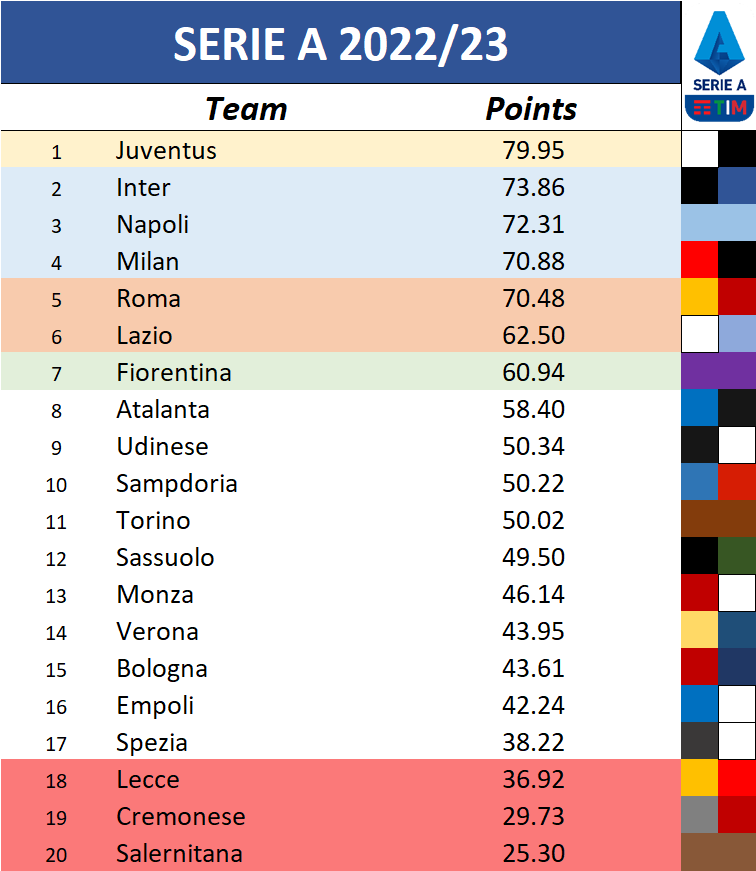 SERIE A 2022/23
SERIE A
TIM
Team Points
1 Juventus 79.95
2 Inter 73.86
3 Napoli 72.31
4 Milan 70.88
5 Roma 70.48
6 Lazio 62.50
7 Fiorentina 60.94
8 Atalanta 58.40
9 Udinese 50.34
10 Sampdoria 50.22
11 Torino 50.02
12 Sassuolo 49.50
13 Monza 46.14
14 Verona 43.95
15 Bologna 43.61
16 Empoli 42.24
17 Spezia 38.22
18 Lecce 36.92
19 Cremonese 29.73
20 Salernitana 25.30